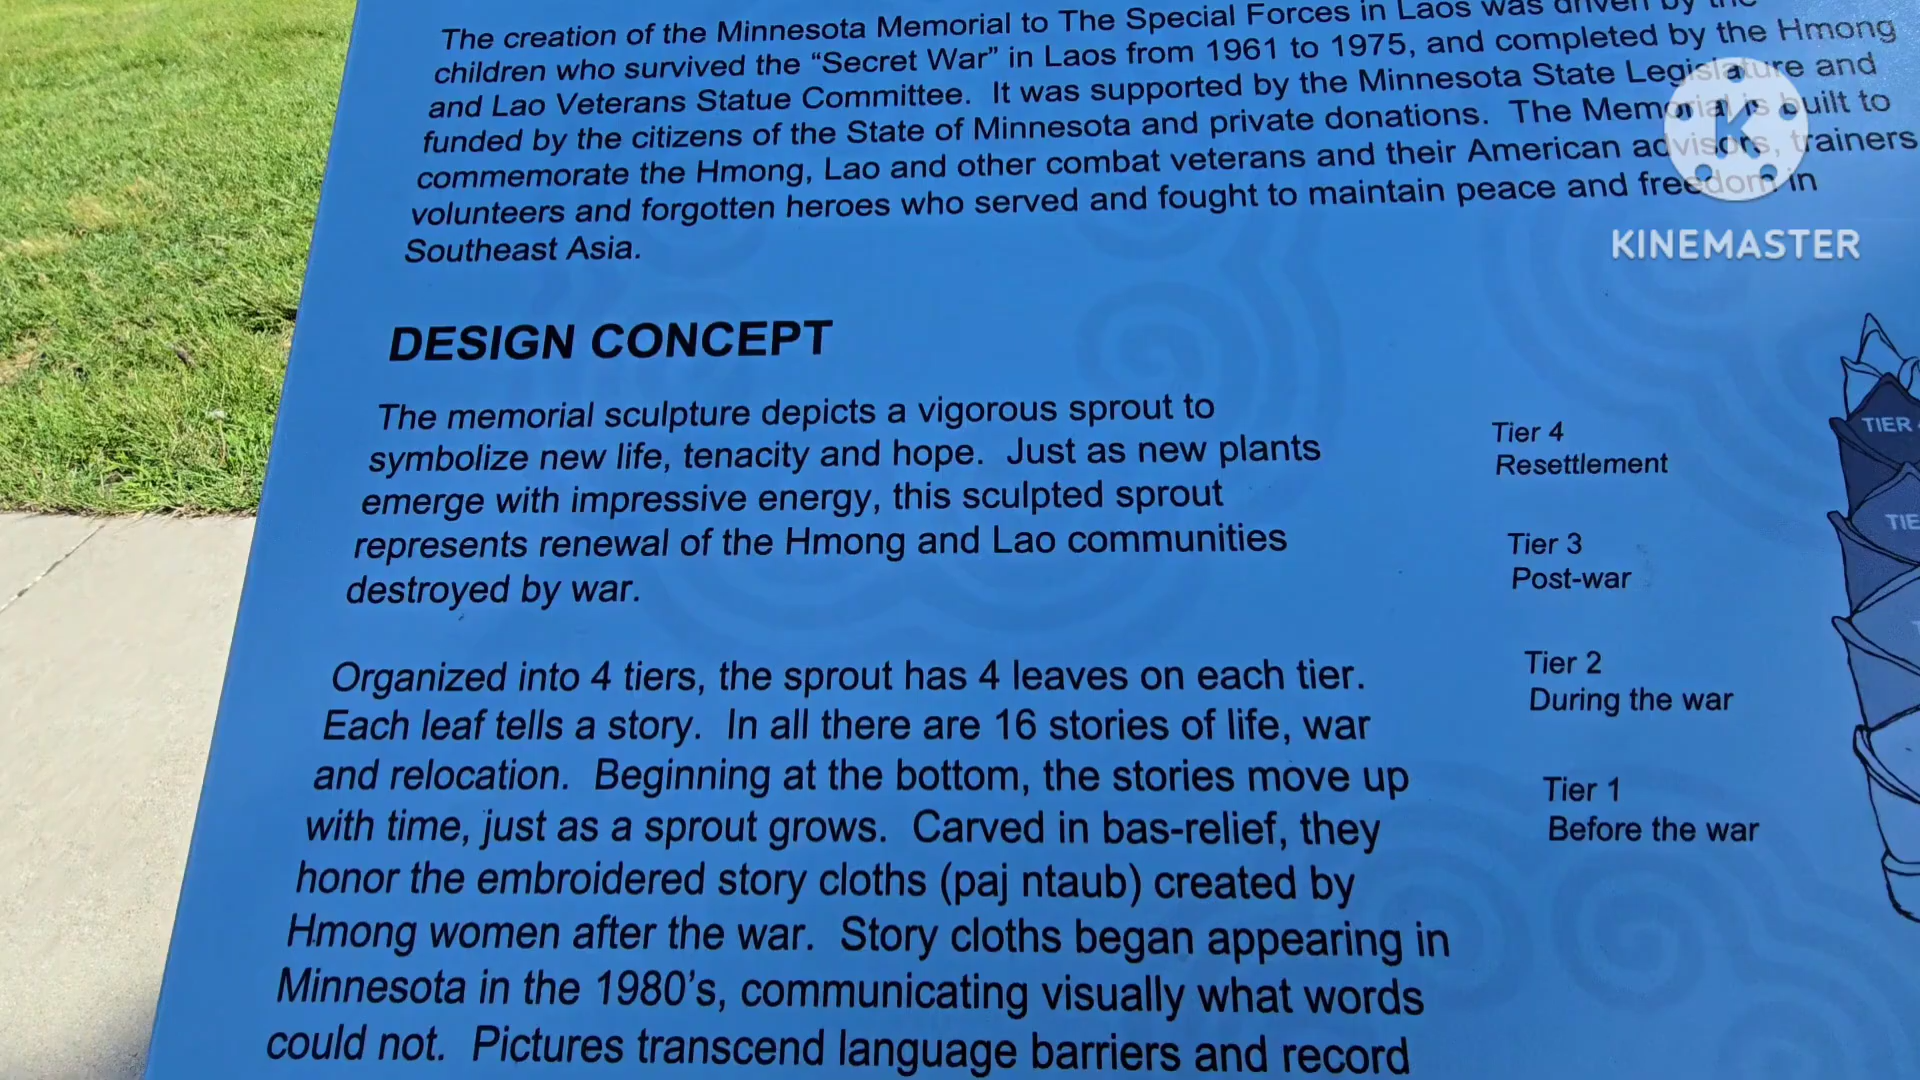 The creation of the Minnesota Memorial to The Special Forces in Laos was driven by the
children who survived the “Secret War” in Laos from 1961 to 1975, and completed by the Hmong
and Lao Veterans Statue Committee. It was supported by the Minnesota State Legislature and
funded by the citizens of the State of Minnesota and private donations. The Memorial is built to
commemorate the Hmong, Lao and other combat veterans and their American advisors, trainers
volunteers and forgotten heroes who served and fought to maintain peace and freedom in
Southeast Asia.
K
KINEMASTER
DESIGN CONCEPT
The memorial sculpture depicts a vigorous sprout to
symbolize new life, tenacity and hope. Just as new plants
emerge with impressive energy, this sculpted sprout
represents renewal of the Hmong and Lao communities
destroyed by war.
Organized into 4 tiers, the sprout has 4 leaves on each tier.
Each leaf tells a story. In all there are 16 stories of life, war
and relocation. Beginning at the bottom, the stories move up
with time, just as a sprout grows. Carved in bas-relief, they
honor the embroidered story cloths (paj ntaub) created by
Hmong women after the war. Story cloths began appearing in
Minnesota in the 1980’s, communicating visually what words
could not. Pictures transcend language barriers and record
Tier 4
Resettlement
Tier 3
Post-war
Tier 2
During the war
Tier 1
Before the war
TIER